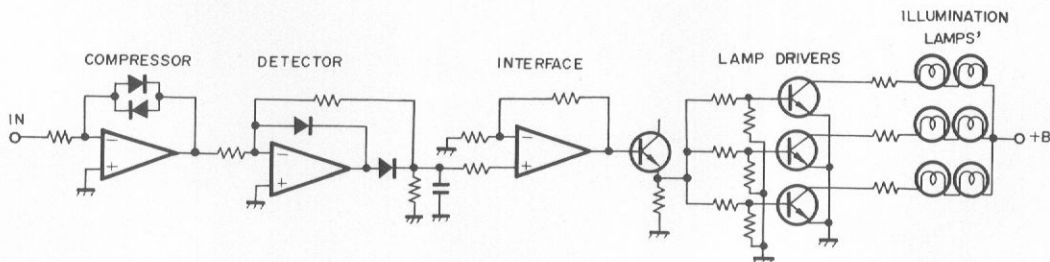 ILLUMINATION
LAMPS'
COMPRESSOR
DETECTOR
INTERFACE
LAMP DRIVERS
IN
+B
−
+
−
+
−
+